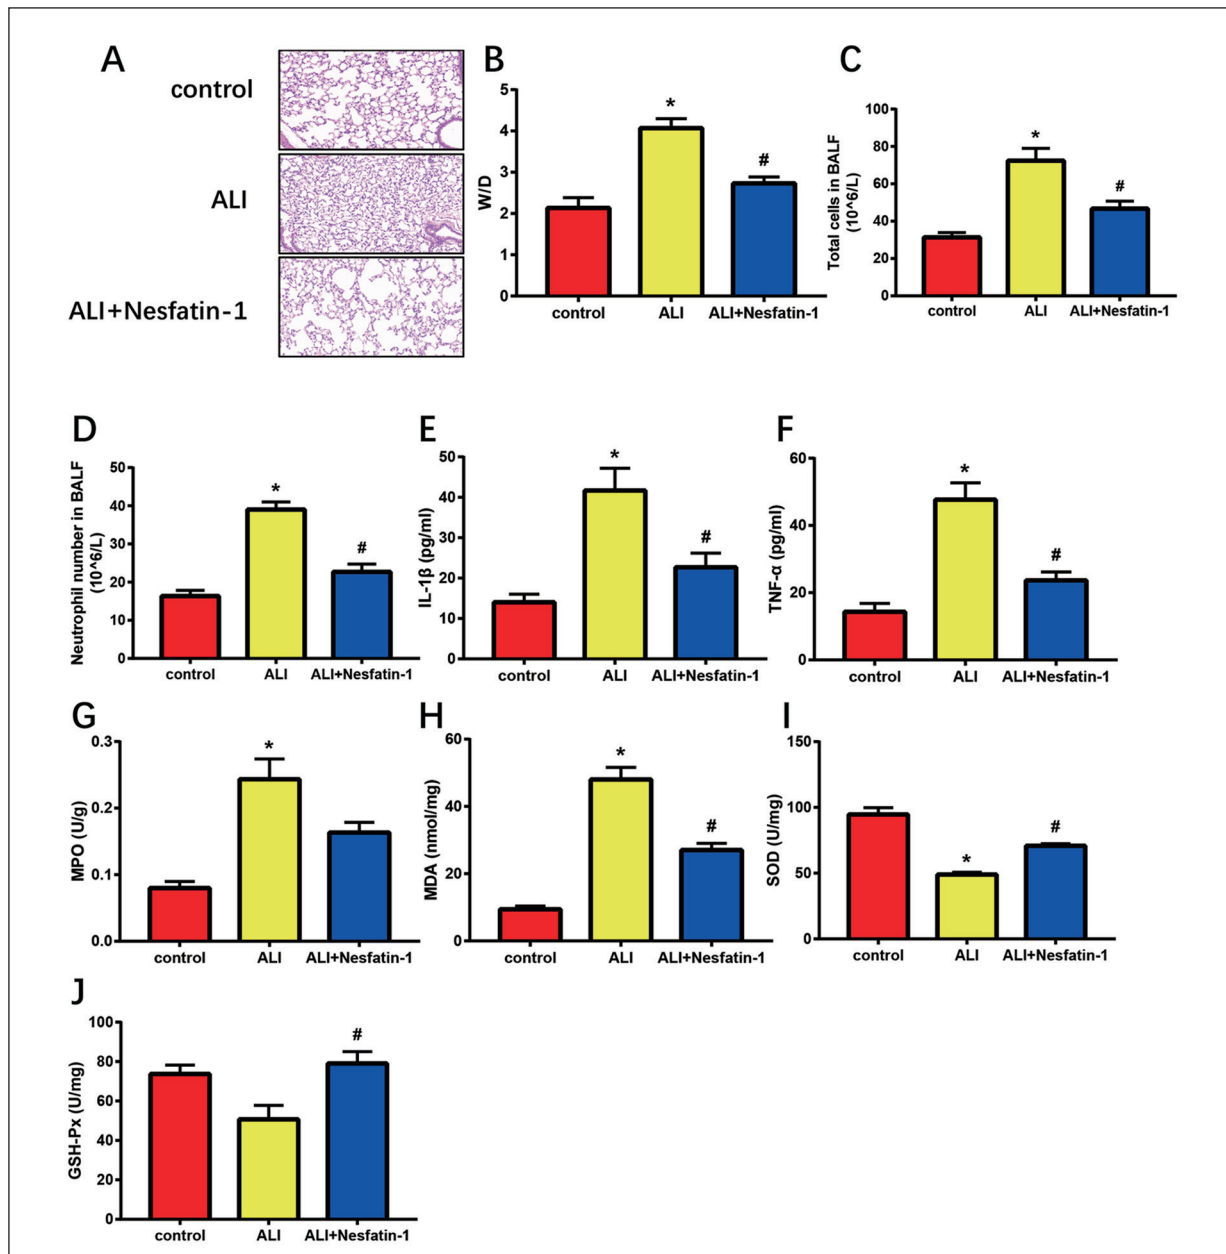 A
control
ALI
ALI+Nesfatin-1
B
W/D
5
4
3
2
1
0
*
#
control
ALI
ALI+Nesfatin-1
C
Total cells in BALF
(10^6/L)
100
80
60
40
20
0
*
#
control
ALI
ALI+Nesfatin-1
D
Neutrophil number in BALF
(10^6/L)
50
40
30
20
10
0
*
#
control
ALI
ALI+Nesfatin-1
E
IL-1β (pg/ml)
50
40
30
20
10
0
*
#
control
ALI
ALI+Nesfatin-1
F
TNF-α (pg/ml)
60
40
20
0
*
#
control
ALI
ALI+Nesfatin-1
G
MPO (U/g)
0.3
0.2
0.1
0.0
*
control
ALI
ALI+Nesfatin-1
H
MDA (nmol/mg)
60
40
20
0
*
#
control
ALI
ALI+Nesfatin-1
I
SOD (U/mg)
150
100
50
0
*
#
control
ALI
ALI+Nesfatin-1
J
GSH-Px (U/mg)
100
80
60
40
20
0
#
control
ALI
ALI+Nesfatin-1